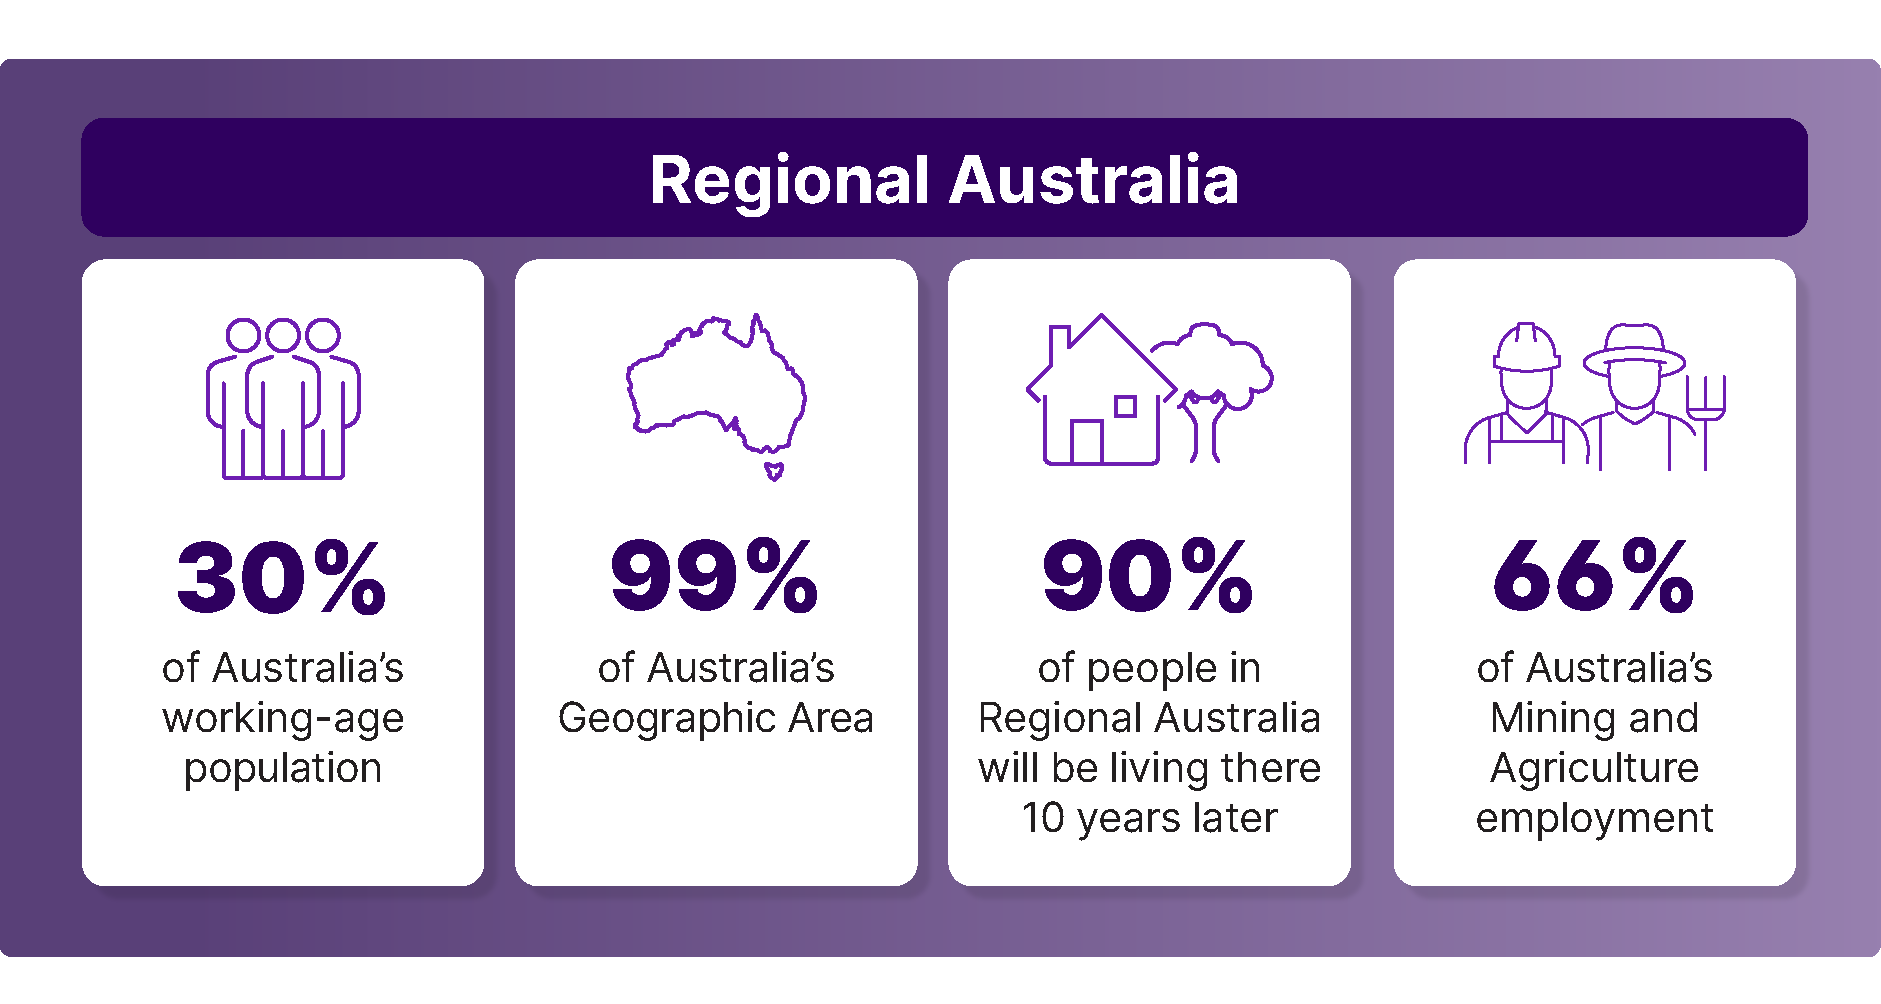 Regional Australia
30%
of Australia’s
working-age
population
99%
of Australia’s
Geographic Area
90%
of people in
Regional Australia
will be living there
10 years later
66%
of Australia’s
Mining and
Agriculture
employment